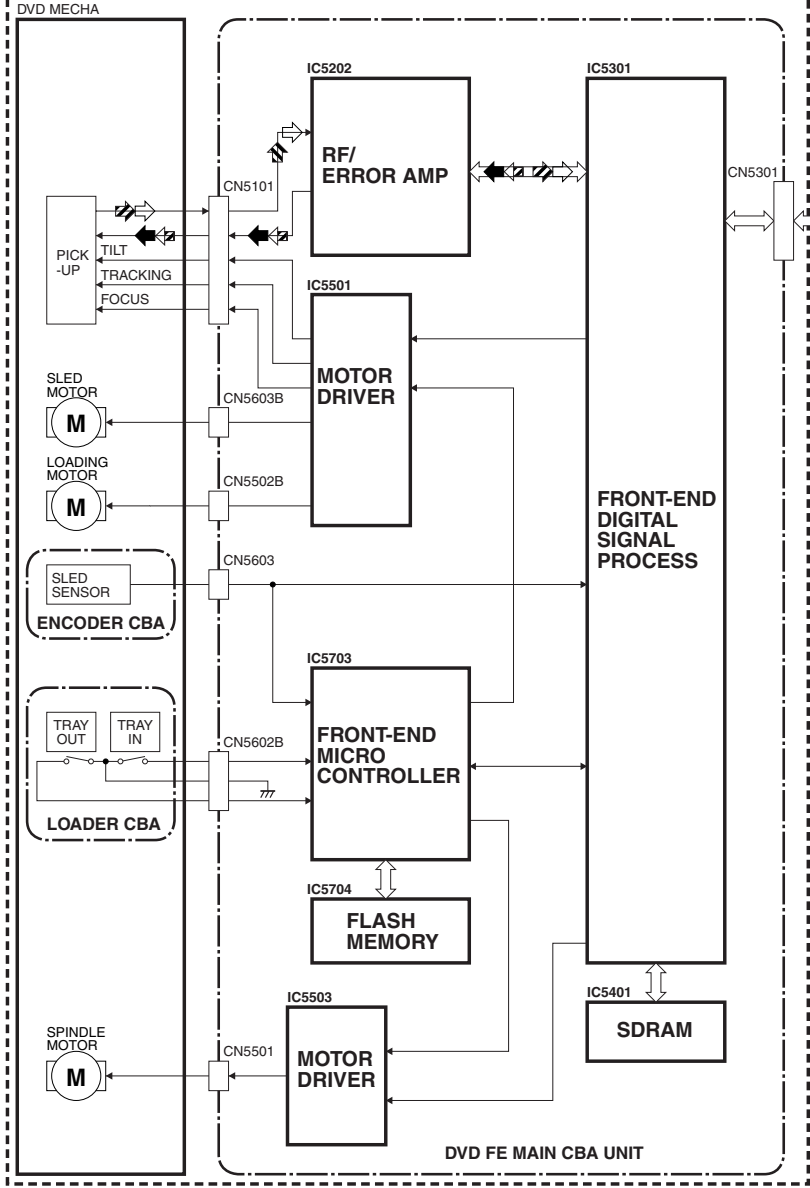 DVD MECHA
IC5202
IC5301
RF/
ERROR AMP
CN5101
CN5301
PICK
-UP
TILT
TRACKING
FOCUS
IC5501
MOTOR
DRIVER
SLED
MOTOR
M
CN5603B
LOADING
MOTOR
M
CN5502B
FRONT-END
DIGITAL
SIGNAL
PROCESS
CN5603
SLED
SENSOR
ENCODER CBA
IC5703
FRONT-END
MICRO
CONTROLLER
TRAY
OUT
TRAY
IN
CN5602B
LOADER CBA
IC5704
FLASH
MEMORY
IC5503
MOTOR
DRIVER
IC5401
SDRAM
SPINDLE
MOTOR
M
CN5501
DVD FE MAIN CBA UNIT